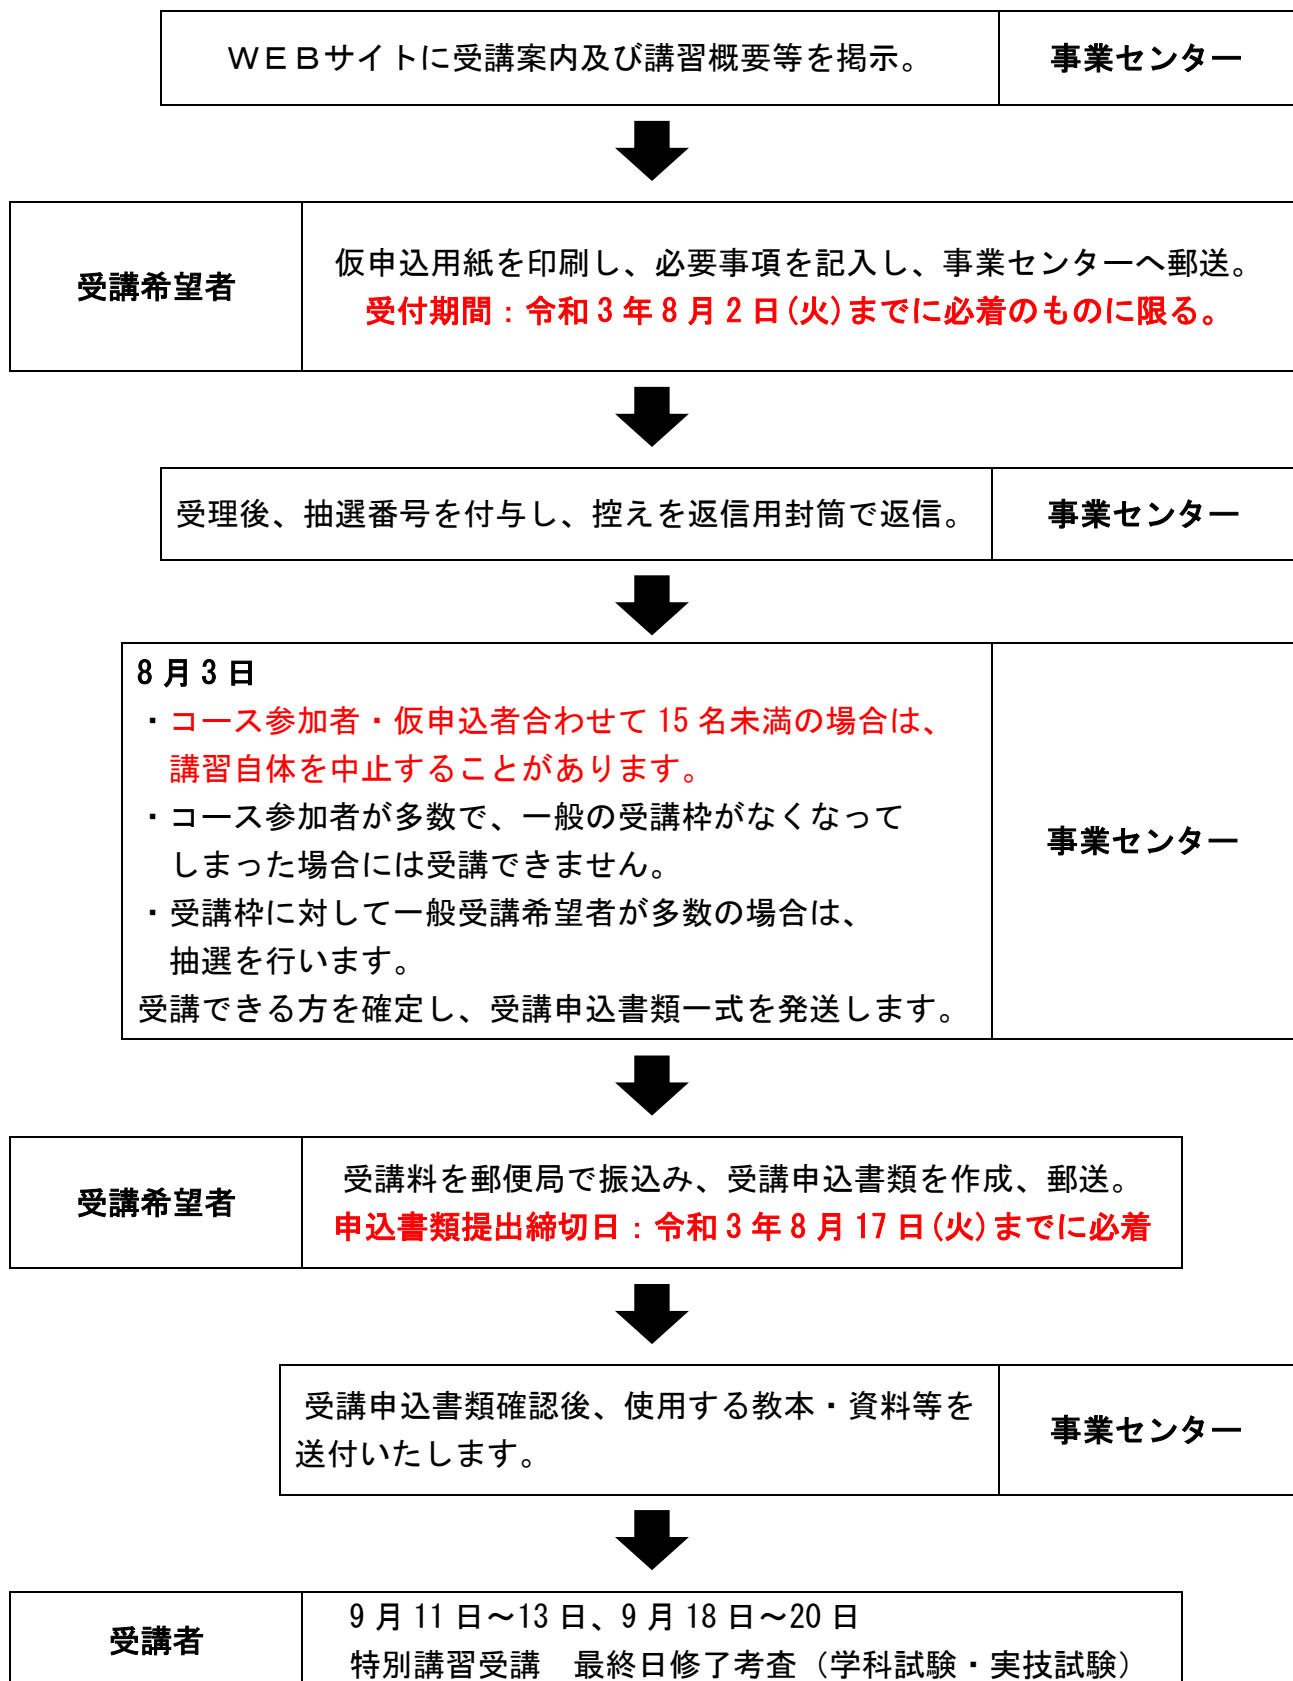 ＷＥＢサイトに受講案内及び講習概要等を掲示。
事業センター
受講希望者
仮申込用紙を印刷し、必要事項を記入し、事業センターへ郵送。
受付期間：令和3年8月2日(火)までに必着のものに限る。
受理後、抽選番号を付与し、控えを返信用封筒で返信。
事業センター
8月3日
・コース参加者・仮申込者合わせて15名未満の場合は、
講習自体を中止することがあります。
・コース参加者が多数で、一般の受講枠がなくなって
しまった場合には受講できません。
・受講枠に対して一般受講希望者が多数の場合は、
抽選を行います。
受講できる方を確定し、受講申込書類一式を発送します。
事業センター
受講希望者
受講料を郵便局で振込み、受講申込書類を作成、郵送。
申込書類提出締切日：令和3年8月17日(火)までに必着
受講申込書類確認後、使用する教本・資料等を
送付いたします。
事業センター
受講者
9月11日～13日、9月18日～20日
特別講習受講　最終日修了考査（学科試験・実技試験）